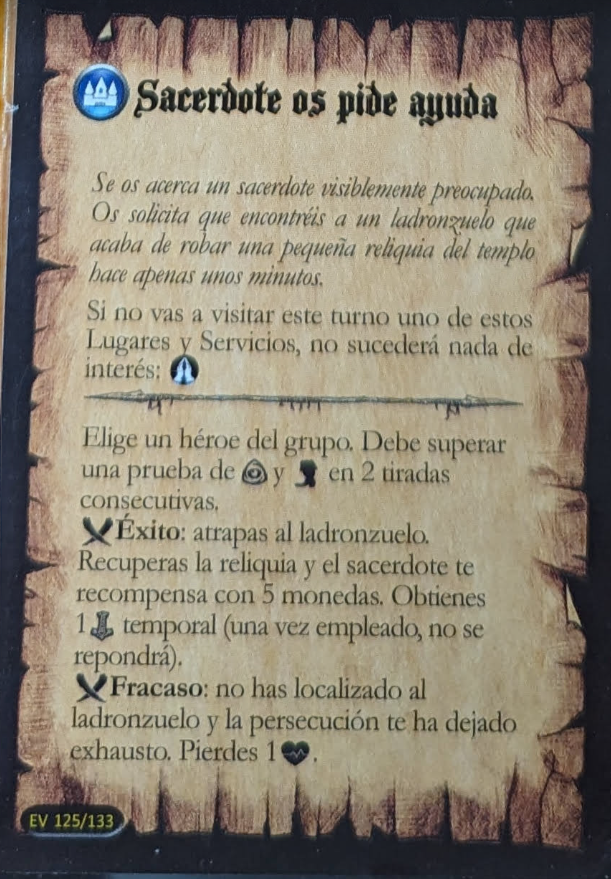 Sacerdote os pide ayuda
Se os acerca un sacerdote visiblemente preocupado.
Os solicita que encontréis a un ladronzuelo que
acaba de robar una pequeña reliquia del templo
hace apenas unos minutos.
Si no vas a visitar este turno uno de estos
Lugares y Servicios, no sucederá nada de
interés:
Elige un héroe del grupo. Debe superar
una prueba de y en 2 tiradas
consecutivas.
Éxito: atrapas al ladronzuelo.
Recuperas la reliquia y el sacerdote te
recompensa con 5 monedas. Obtienes
1 temporal (una vez empleado, no se
repondrá).
Fracaso: no has localizado al
ladronzuelo y la persecución te ha dejado
exhausto. Pierdes 1 .
EV 125/133